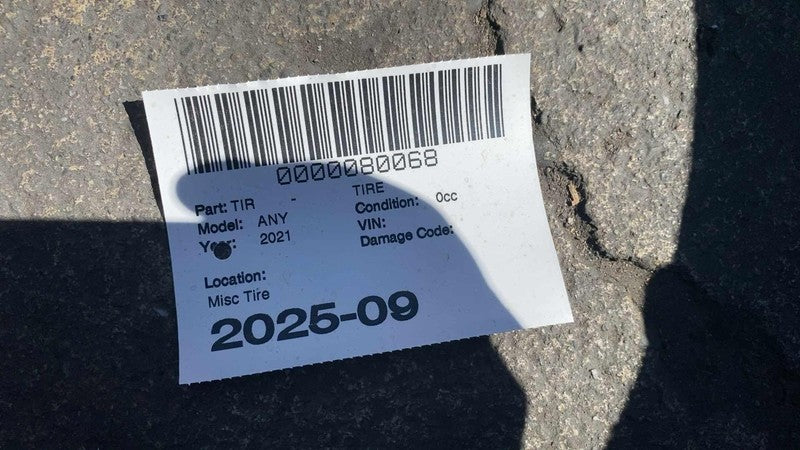 0000080068
Part: TIR - TIRE
Model: ANY Condition: 0cc
Year: 2021 VIN:
Damage Code:
Location:
Misc Tire
2025-09